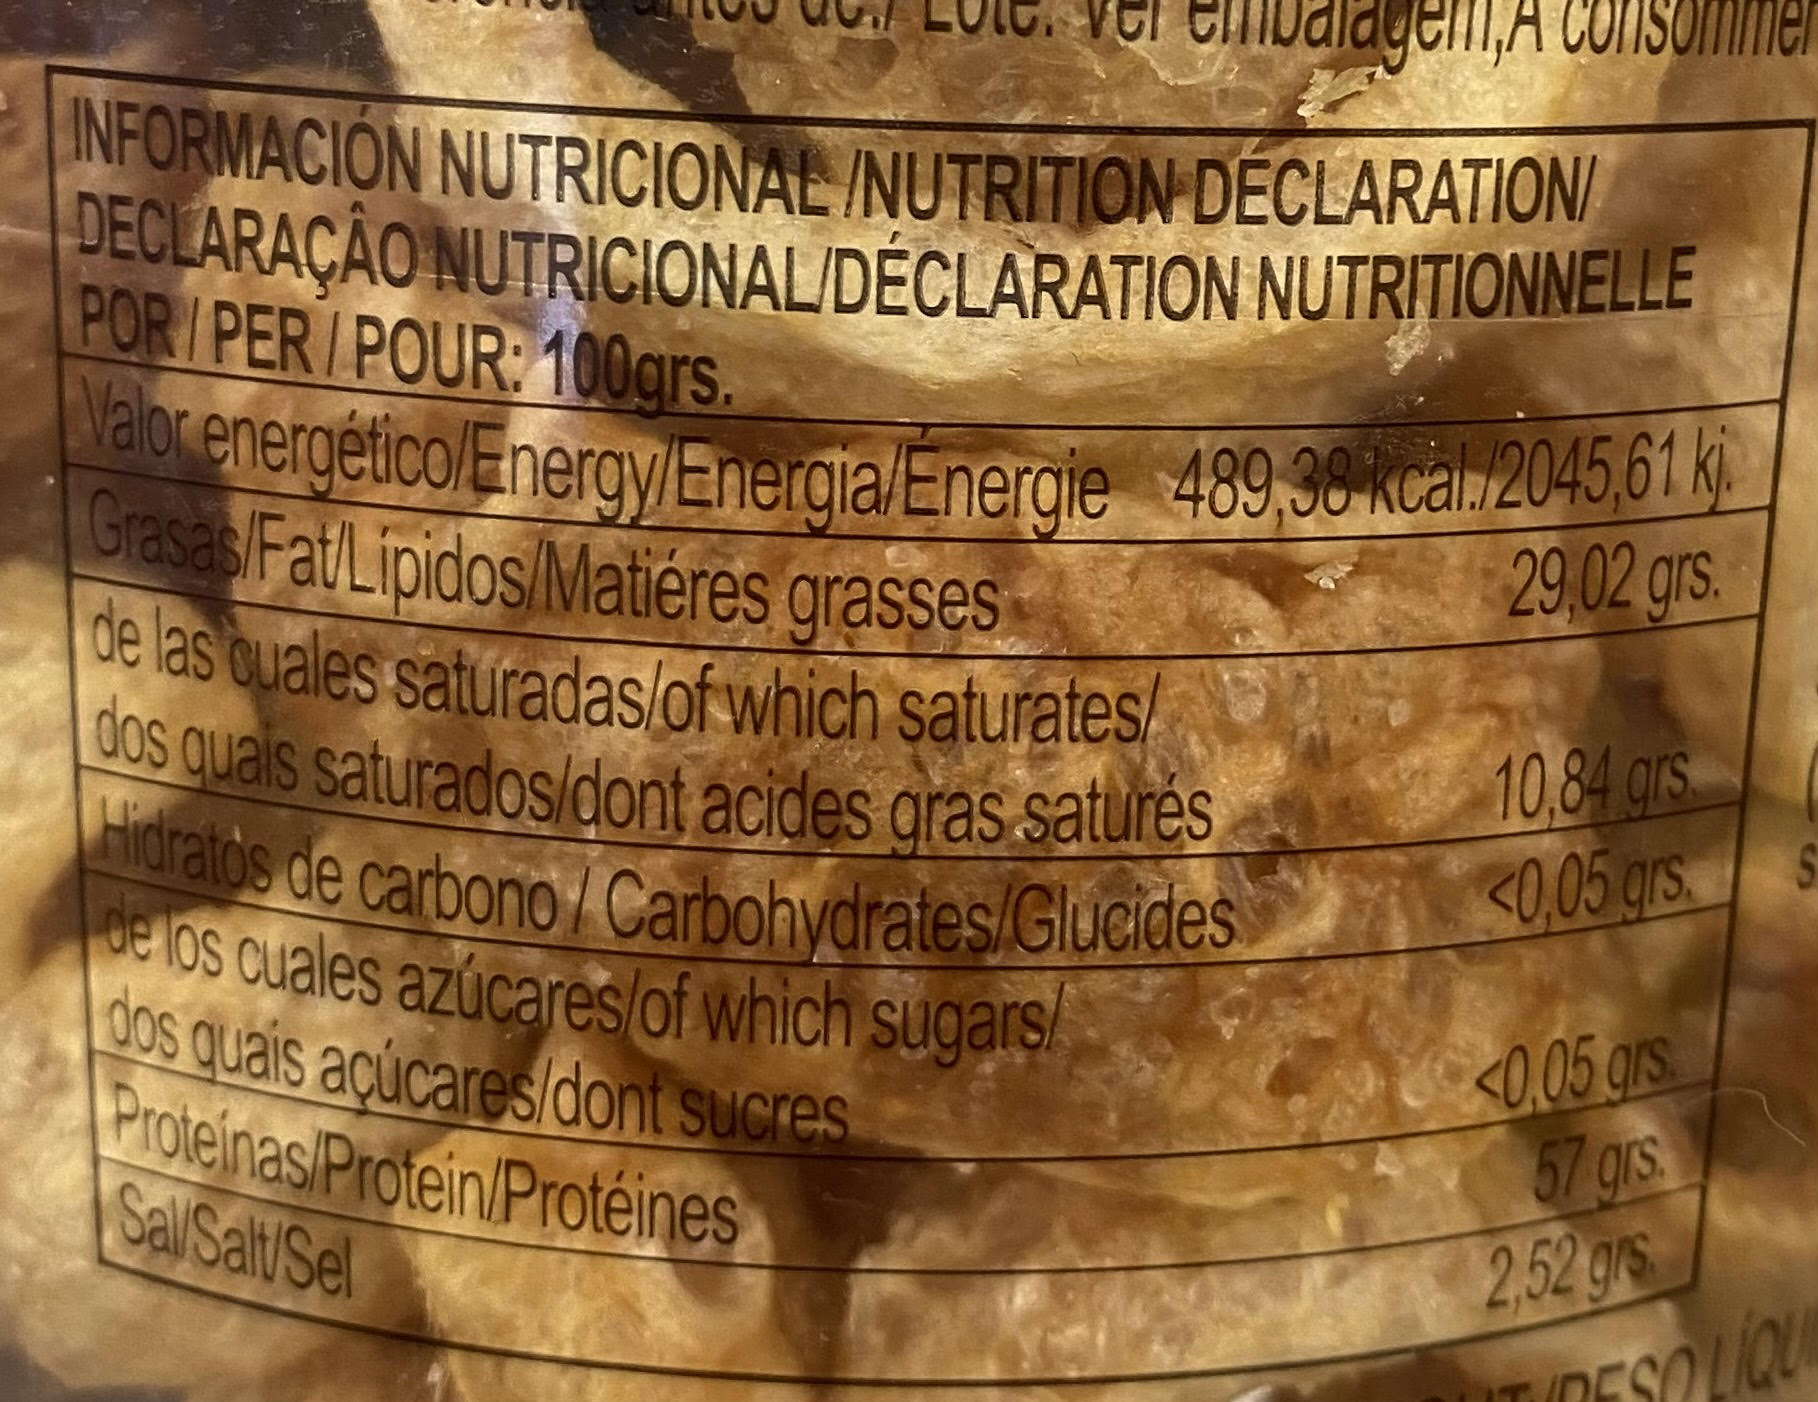 Lote. Ver embalagem,A consommer
INFORMACIÓN NUTRICIONAL /NUTRITION DECLARATION/
DECLARAÇÂO NUTRICIONAL/DÉCLARATION NUTRITIONNELLE
POR / PER / POUR: 100grs.
Valor energético/Energy/Energia/Énergie 489,38 kcal./2045,61 kj.
Grasas/Fat/Lípidos/Matiéres grasses 29,02 grs.
de las cuales saturadas/of which saturates/
dos quais saturados/dont acides gras saturés 10,84 grs.
Hidratos de carbono / Carbohydrates/Glucides <0,05 grs.
de los cuales azúcares/of which sugars/
dos quais açúcares/dont sucres <0,05 grs.
Proteínas/Protein/Protéines 57 grs.
Sal/Salt/Sel 2,52 grs.